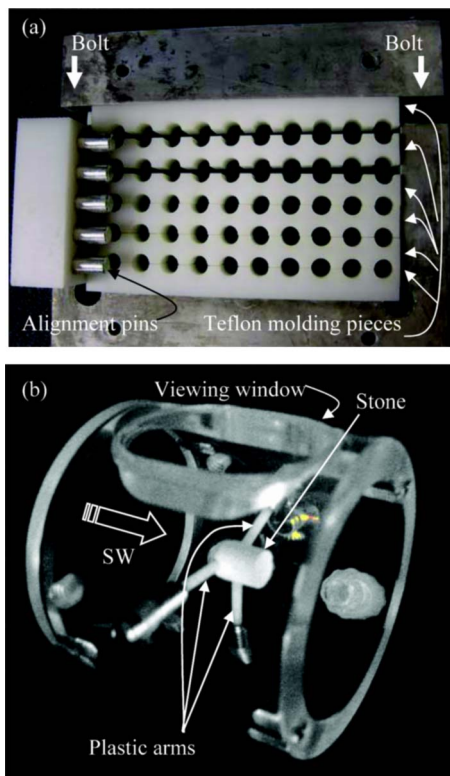 (a)
Bolt
Bolt
Alignment pins
Teflon molding pieces
(b)
Viewing window
Stone
SW
Plastic arms